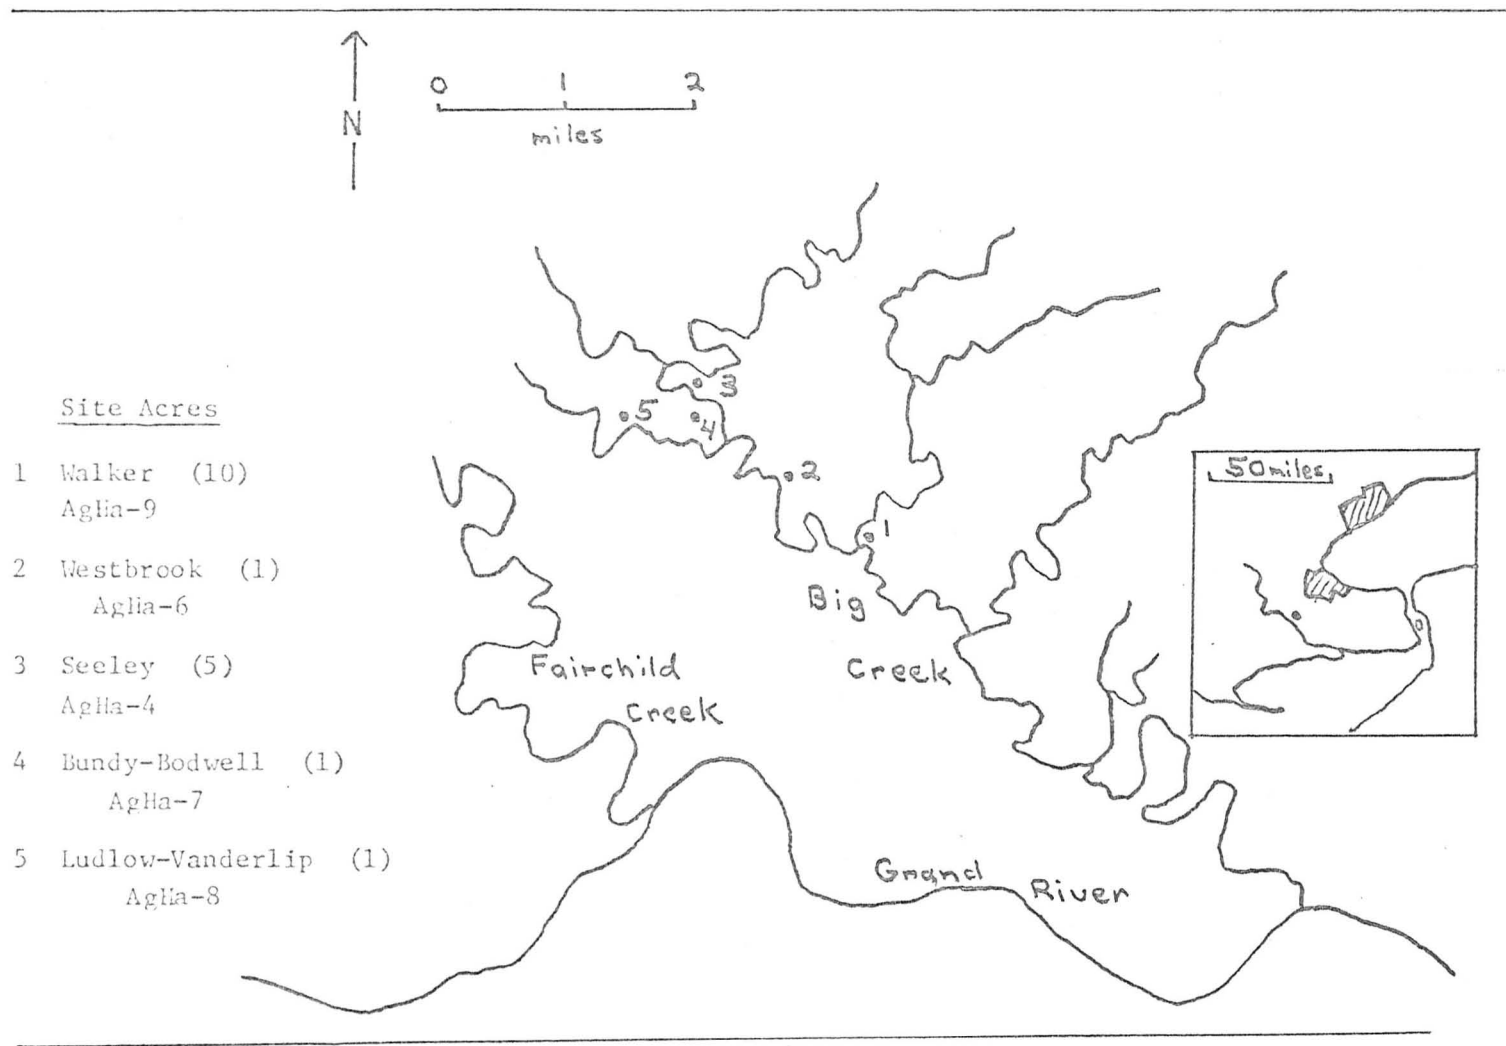 0 1 2
miles
N
3
5
4
2
1
Big
Creek
Fairchild
Creek
Grand
River
50 miles
Site Acres
1 Walker (10)
AgHa-9
2 Westbrook (1)
AgHa-6
3 Seeley (5)
AgHa-4
4 Bundy-Bodwell (1)
AgHa-7
5 Ludlow-Vanderlip (1)
AgHa-8